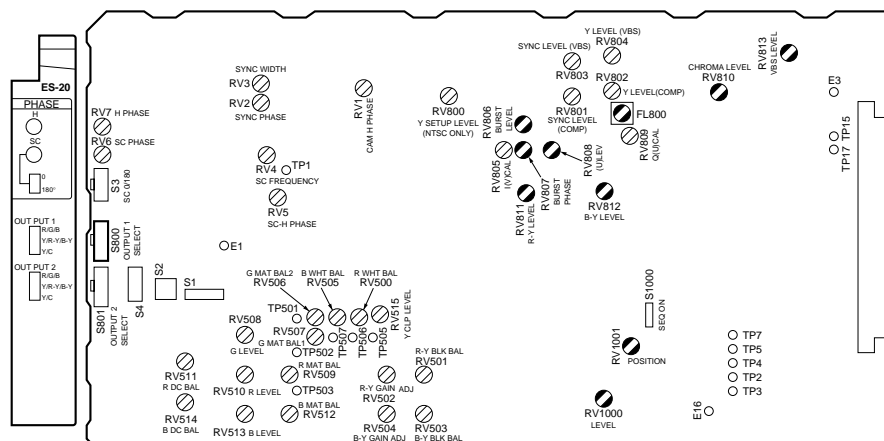 ES-20
PHASE
H
SC
0
180°
OUT PUT 1
R/G/B
Y/R-Y/B-Y
Y/C
OUT PUT 2
R/G/B
Y/R-Y/B-Y
Y/C
RV7 H PHASE
RV6 SC PHASE
S3
SC 0/180
S800
OUTPUT 1
SELECT
S801
OUTPUT 2
SELECT
S4
S2
S1
SYNC WIDTH
RV3
RV2
SYNC PHASE
RV4
SC FREQUENCY
TP1
RV5
SC-H PHASE
E1
RV1
CAM H PHASE
RV800
Y SETUP LEVEL
(NTSC ONLY)
RV806
BURST
LEVEL
RV805
I(V)CAL
RV807
BURST
PHASE
RV808
(U)LEV
RV811
R-Y LEVEL
RV812
B-Y LEVEL
SYNC LEVEL (VBS)
RV803
Y LEVEL (VBS)
RV804
RV802
Y LEVEL(COMP)
RV801
SYNC LEVEL
(COMP)
FL800
RV809
Q(U)CAL
CHROMA LEVEL
RV810
RV813
VBS LEVEL
E3
TP15
TP17
G MAT BAL2
RV506
B WHT BAL
RV505
R WHT BAL
RV500
TP501
RV515
Y CLP LEVEL
RV508
G LEVEL
RV507
G MAT BAL1
TP507
TP506
TP505
TP502
RV511
R DC BAL
RV510 R LEVEL
R MAT BAL
RV509
TP503
R-Y BLK BAL
RV501
R-Y GAIN ADJ
RV502
RV514
B DC BAL
RV513 B LEVEL
B MAT BAL
RV512
RV504
B-Y GAIN ADJ
RV503
B-Y BLK BAL
S1000
SEQ ON
RV1001
POSITION
RV1000
LEVEL
E16
TP7
TP5
TP4
TP2
TP3